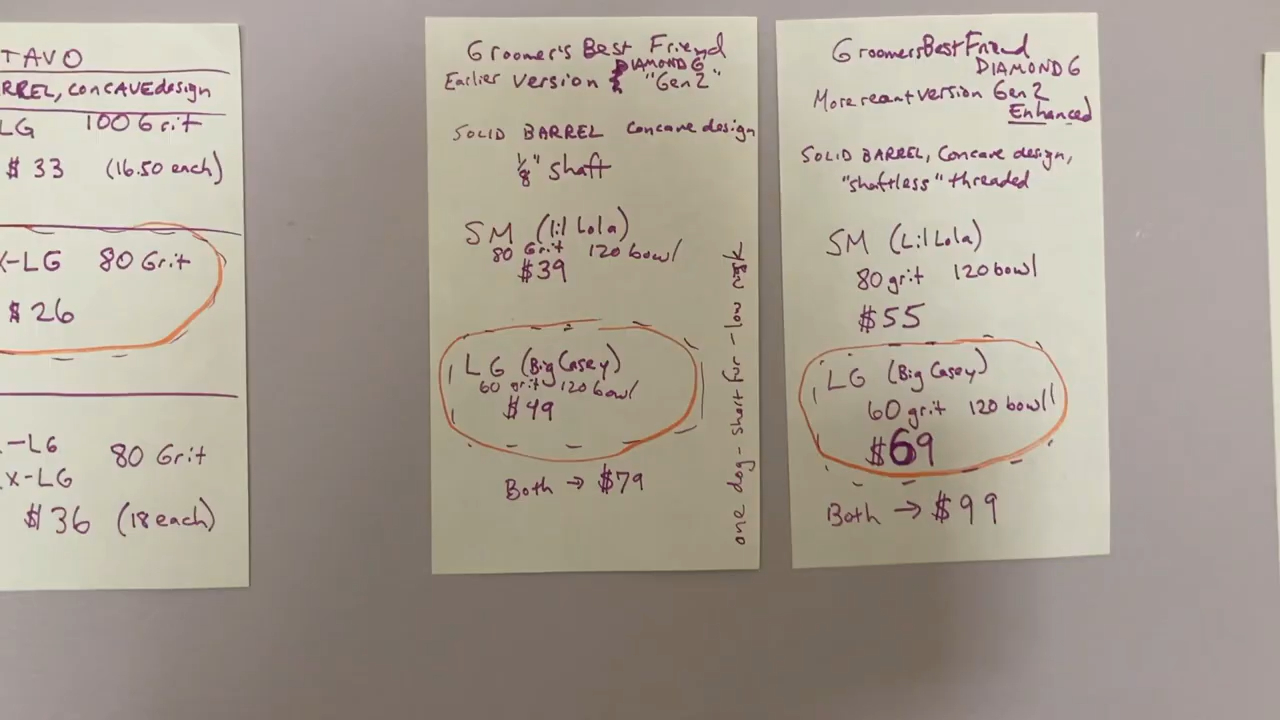 TAVO
RREL, CONCAVE design
LG 100 Grit
$33 (16.50 each)
X-LG 80 Grit
$26
-LG 80 Grit
X-LG
$36 (18 each)
Groomer's Best Friend
DIAMOND G
Earlier version "Gen 2"
SOLID BARREL Concave design
1/8" shaft
SM (Lil Lola)
80 Grit 120 bowl
$39
LG (Big Casey)
60 grit 120 bowl
$49
Both → $79
one dog - short fur - low risk
GroomersBestFriend
DIAMOND G
More recent version Gen 2
Enhanced
SOLID BARREL, Concave design,
"shaftless" threaded
SM (Lil Lola)
80 grit 120 bowl
$55
LG (Big Casey)
60 grit 120 bowl
$69
Both → $99